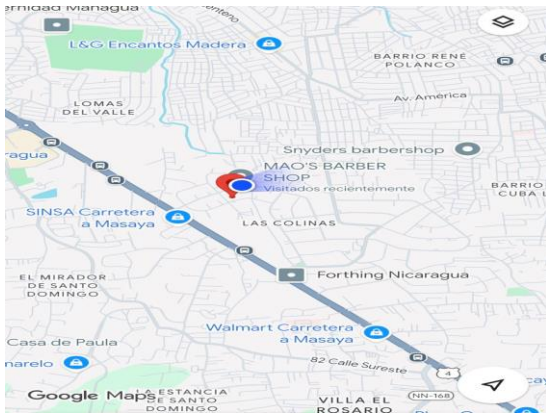 ernidad Managua
L&G Encantos Madera
BARRIO RENÉ
POLANCO
Av. América
LOMAS
DEL VALLE
Snyders barbershop
ragua
MAO'S BARBER
SHOP
Visitados recientemente
BARRIO
CUBA L
SINSA Carretera
a Masaya
LAS COLINAS
EL MIRADOR
DE SANTO
DOMINGO
Forthing Nicaragua
Walmart Carretera
a Masaya
Casa de Paula
82 Calle Sureste
narelo
4
Google Maps
LA ESTANCIA
DE SANTO
DOMINGO
NN-168
VILLA EL
ROSARIO